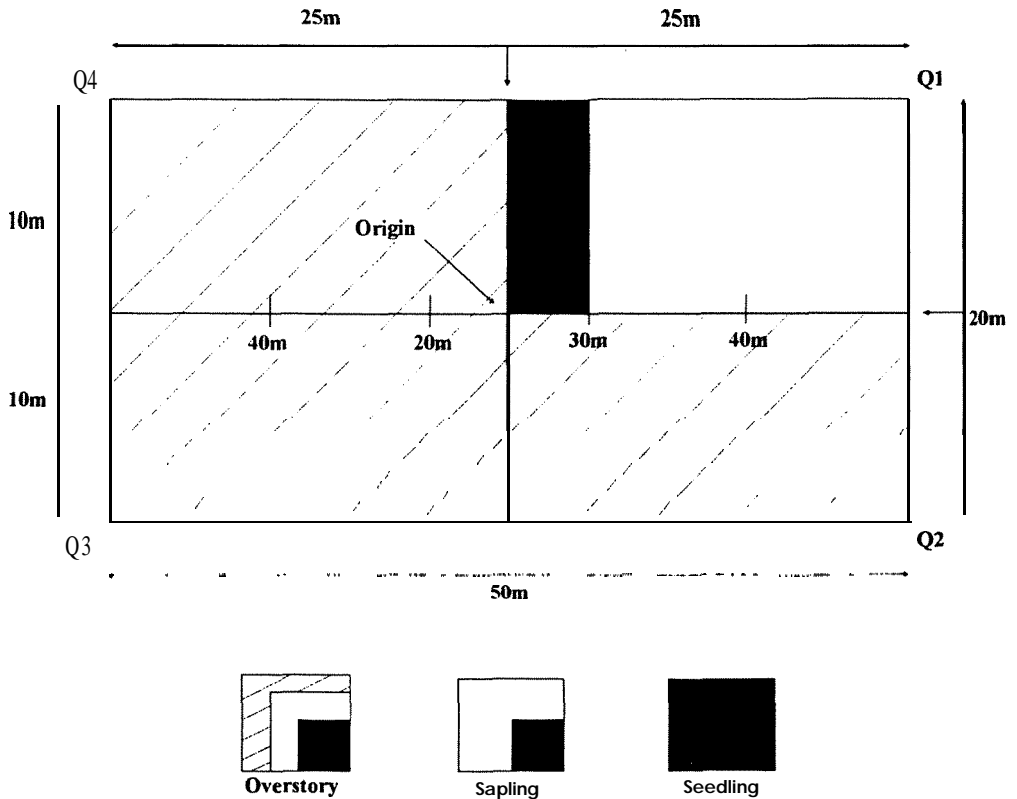 25m 25m
Q4 Q1
10m
Origin
20m
40m 20m 30m 40m
10m
Q3 Q2
50m
Overstory Sapling Seedling